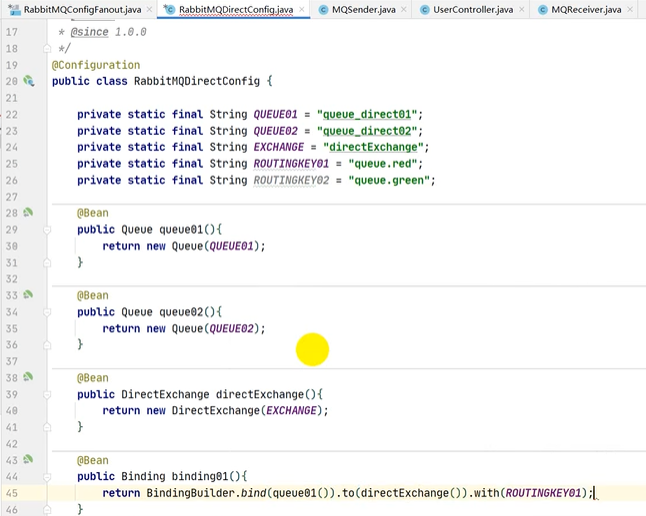 RabbitMQConfigFanout.java RabbitMQDirectConfig.java MQSender.java UserController.java MQReceiver.java
17 * @since 1.0.0
18 */
19 @Configuration
20 public class RabbitMQDirectConfig {
21
22 private static final String QUEUE01 = "queue_direct01";
23 private static final String QUEUE02 = "queue_direct02";
24 private static final String EXCHANGE = "directExchange";
25 private static final String ROUTINGKEY01 = "queue.red";
26 private static final String ROUTINGKEY02 = "queue.green";
27
28 @Bean
29 public Queue queue01(){
30 return new Queue(QUEUE01);
31 }
32
33 @Bean
34 public Queue queue02(){
35 return new Queue(QUEUE02);
36 }
37
38 @Bean
39 public DirectExchange directExchange(){
40 return new DirectExchange(EXCHANGE);
41 }
42
43 @Bean
44 public Binding binding01(){
45 return BindingBuilder.bind(queue01()).to(directExchange()).with(ROUTINGKEY01);
46 }